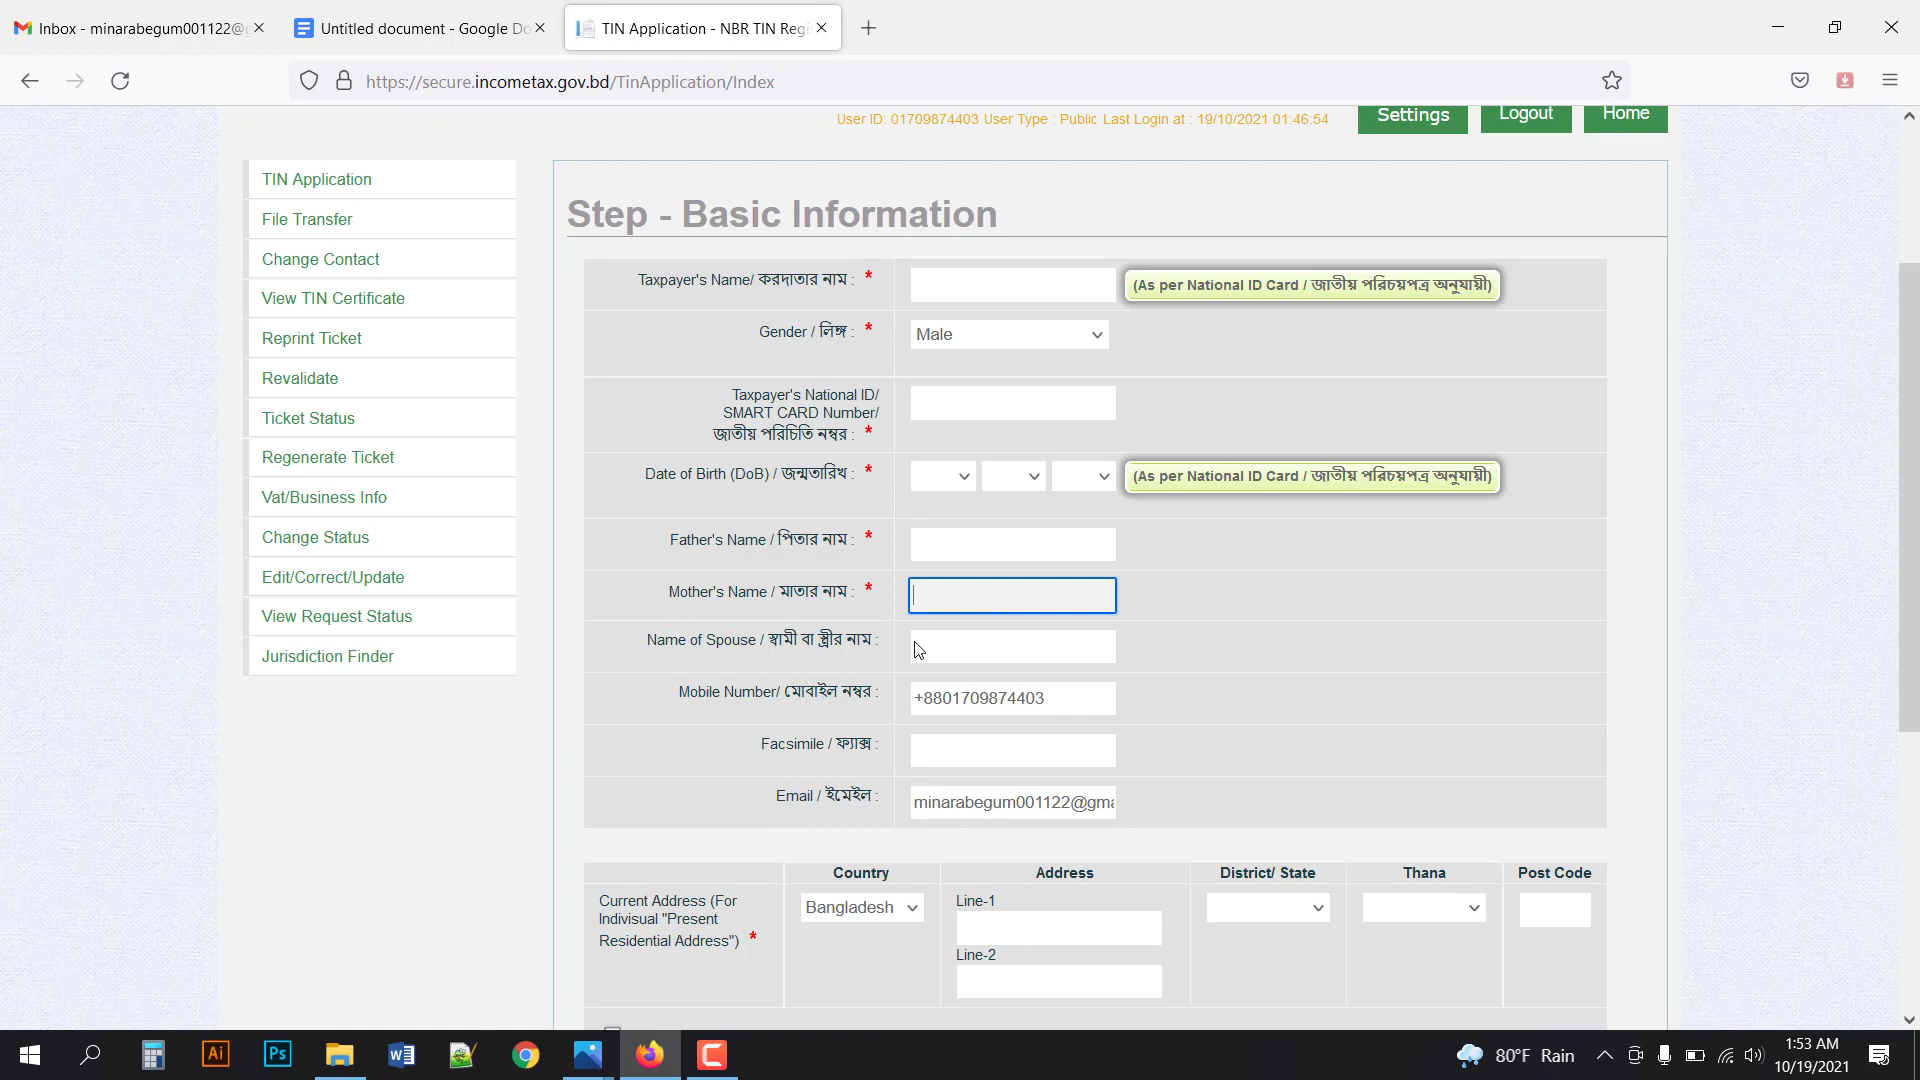 Inbox - minarabegum001122@g
Untitled document - Google Do
TIN Application - NBR TIN Regi
https://secure.incometax.gov.bd/TinApplication/Index
User ID: 01709874403 User Type : Public Last Login at : 19/10/2021 01:46:54
Settings
Logout
Home
TIN Application
File Transfer
Change Contact
View TIN Certificate
Reprint Ticket
Revalidate
Ticket Status
Regenerate Ticket
Vat/Business Info
Change Status
Edit/Correct/Update
View Request Status
Jurisdiction Finder
Step - Basic Information
Taxpayer's Name/ করদাতার নাম : *
(As per National ID Card / জাতীয় পরিচয়পত্র অনুযায়ী)
Gender / লিঙ্গ : *
Male
Taxpayer's National ID/
SMART CARD Number/
জাতীয় পরিচিতি নম্বর : *
Date of Birth (DoB) / জন্মতারিখ : *
(As per National ID Card / জাতীয় পরিচয়পত্র অনুযায়ী)
Father's Name / পিতার নাম : *
Mother's Name / মাতার নাম : *
Name of Spouse / স্বামী বা স্ত্রীর নাম :
Mobile Number/ মোবাইল নম্বর :
+8801709874403
Facsimile / ফ্যাক্স :
Email / ইমেইল :
minarabegum001122@gma
Country
Address
District/ State
Thana
Post Code
Current Address (For
Indivisual "Present
Residential Address") *
Bangladesh
Line-1
Line-2
Ai
Ps
80°F Rain
1:53 AM
10/19/2021